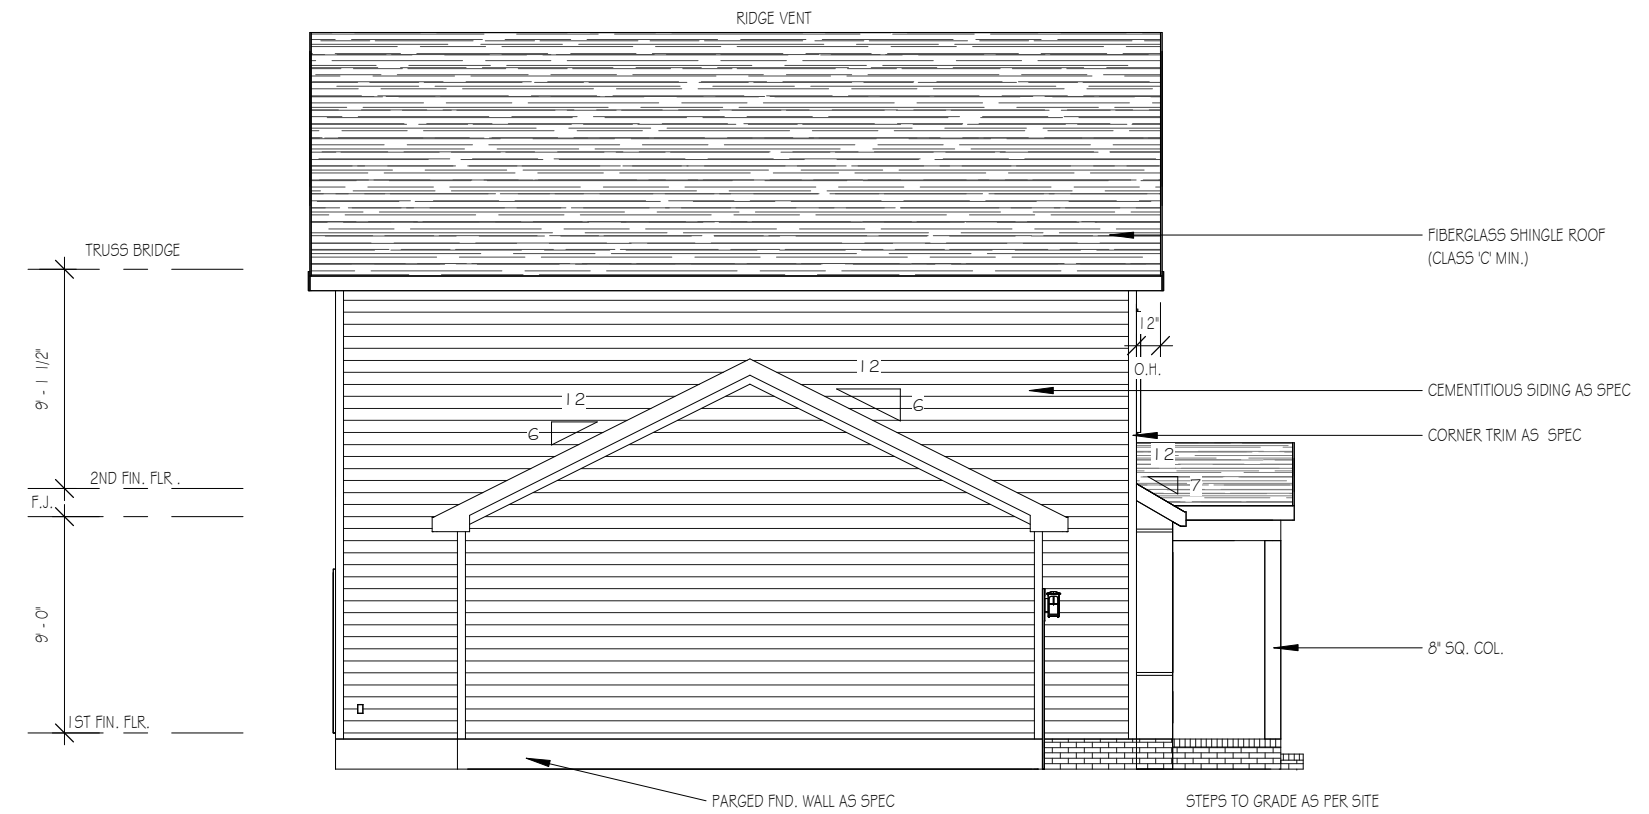 RIDGE VENT
FIBERGLASS SHINGLE ROOF
(CLASS 'C' MIN.)
TRUSS BRIDGE
9' - 1 1/2"
12"
O.H.
12
6
12
6
CEMENTITIOUS SIDING AS SPEC
CORNER TRIM AS SPEC
12
7
2ND FIN. FLR .
F.J.
9' - 0"
8" SQ. COL.
1ST FIN. FLR.
PARGED FND. WALL AS SPEC
STEPS TO GRADE AS PER SITE